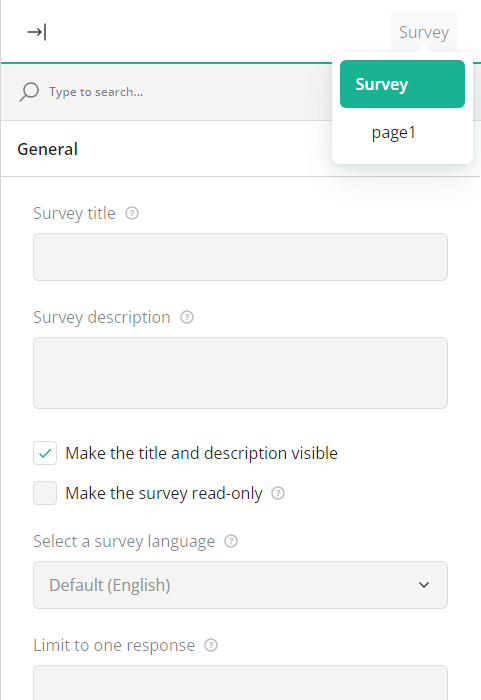 Survey
Type to search...
Survey
page1
General
Survey title
Survey description
Make the title and description visible
Make the survey read-only
Select a survey language
Default (English)
Limit to one response